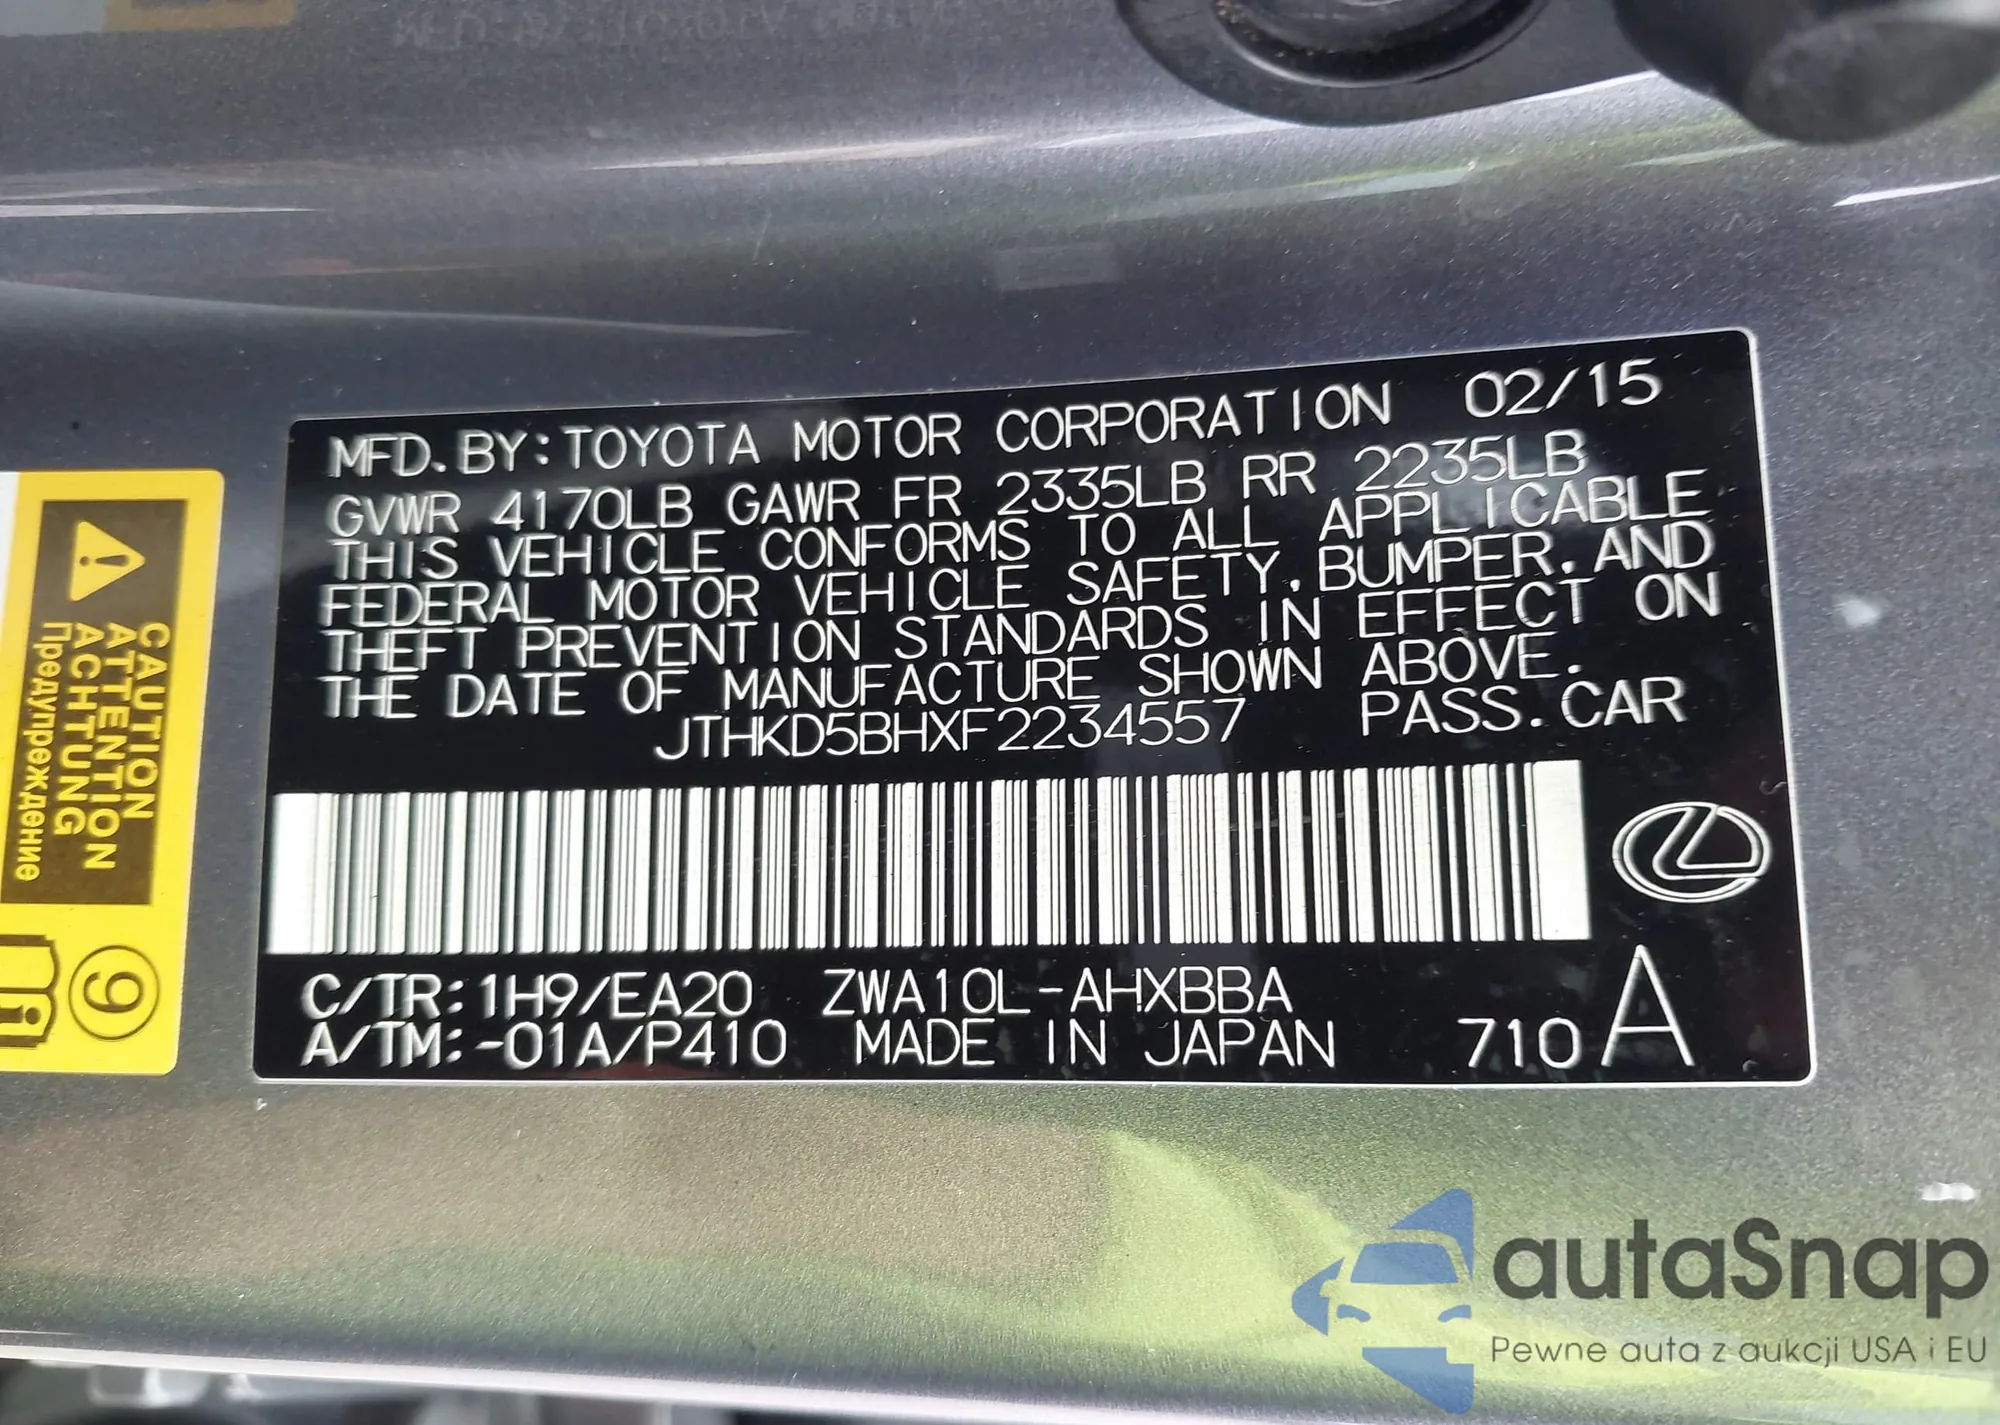 MFD. BY: TOYOTA MOTOR CORPORATION 02/15
GVWR 4170LB GAWR FR 2335LB RR 2235LB
THIS VEHICLE CONFORMS TO ALL APPLICABLE
FEDERAL MOTOR VEHICLE SAFETY, BUMPER, AND
THEFT PREVENTION STANDARDS IN EFFECT ON
THE DATE OF MANUFACTURE SHOWN ABOVE.
JTHKD5BHXF2234557 PASS. CAR
C/TR: 1H9/EA20 ZWA10L-AHXBBA
A/TM: -01A/P410 MADE IN JAPAN 710 A
CAUTION
ATTENTION
ACHTUNG
Предупреждение
9
autoSnap
Pewne auta z aukcji USA i EU